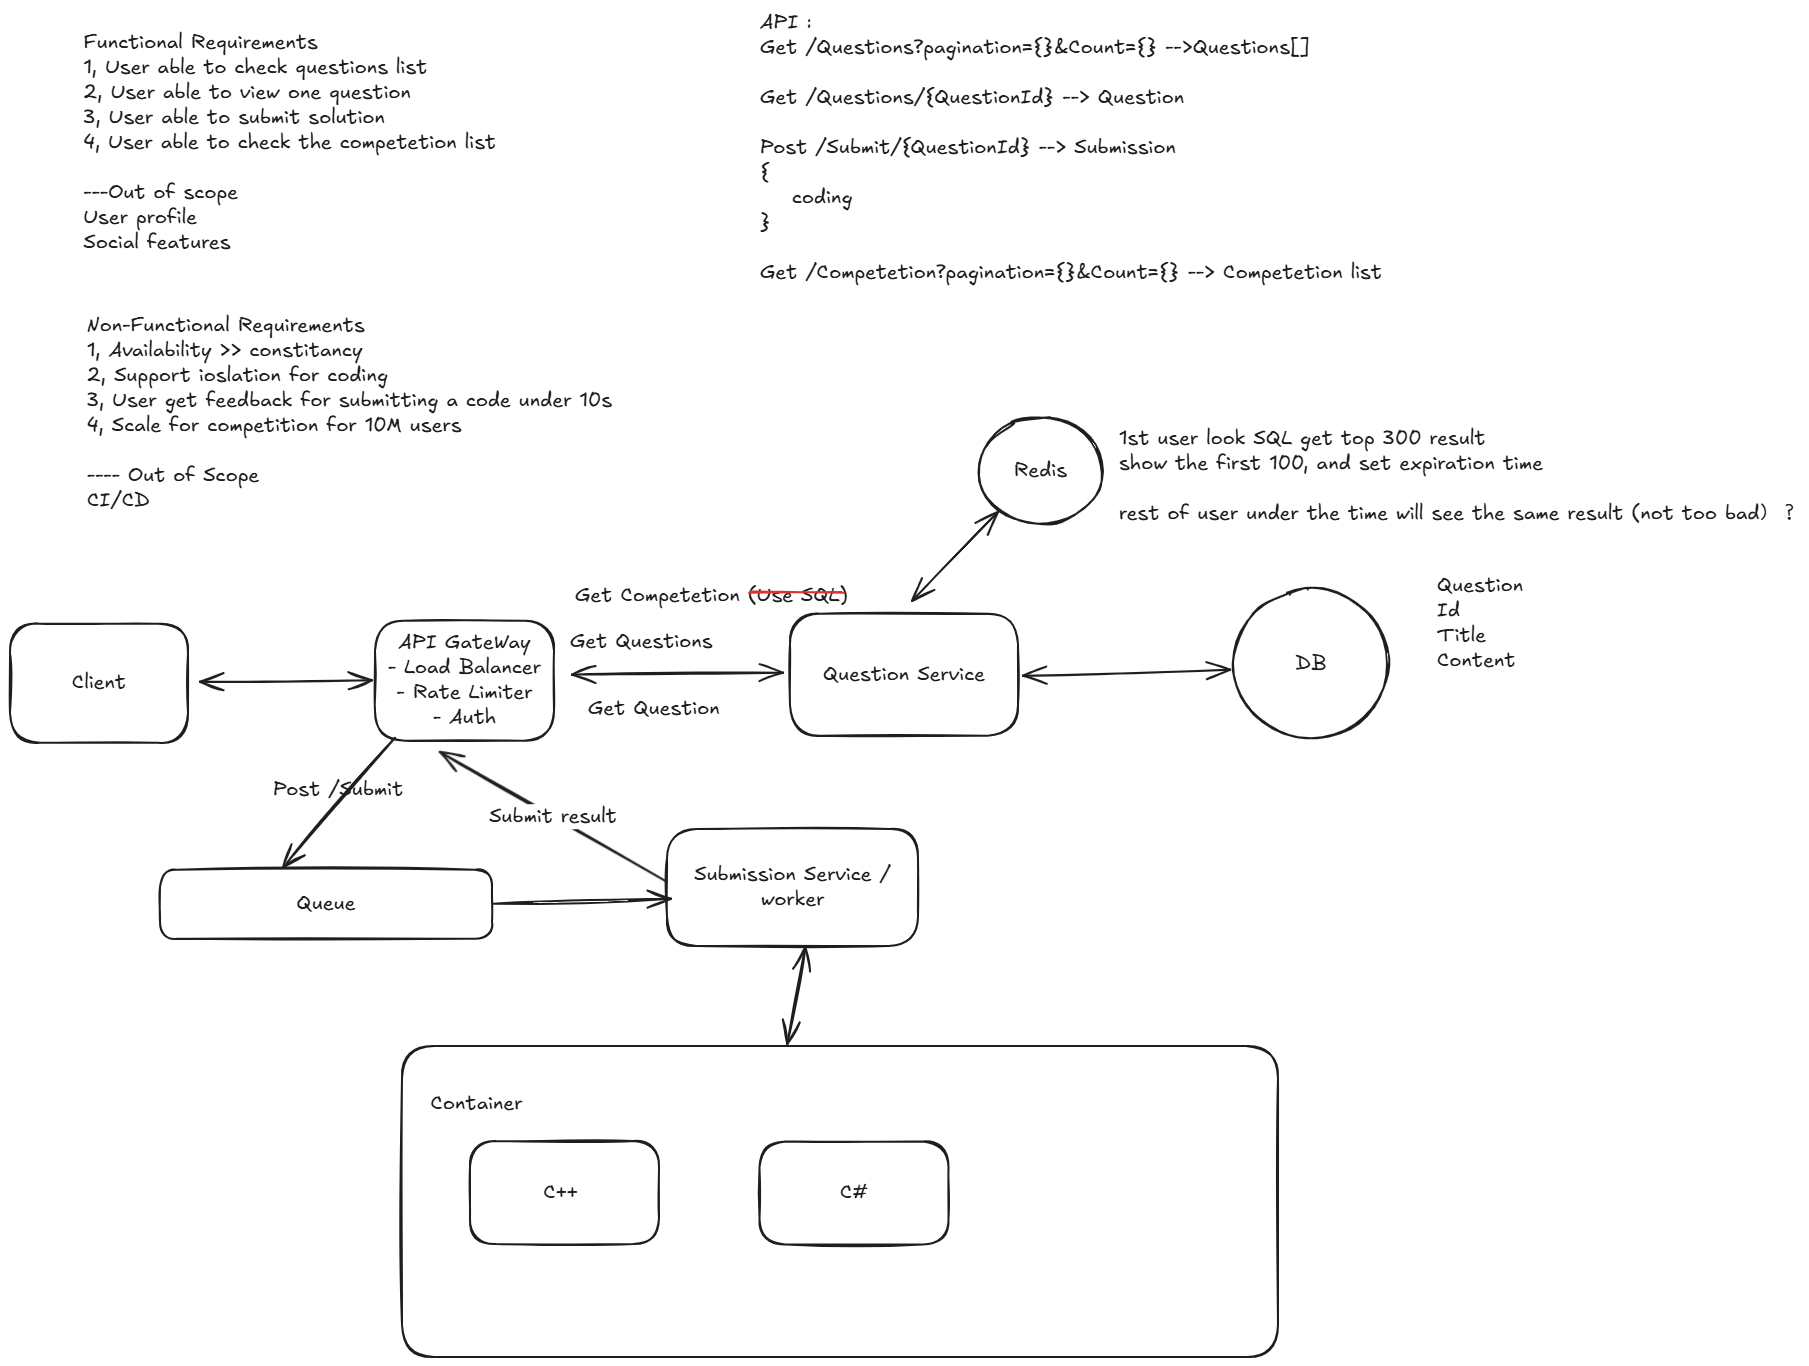 Functional Requirements
1, User able to check questions list
2, User able to view one question
3, User able to submit solution
4, User able to check the competetion list
---Out of scope
User profile
Social features
Non-Functional Requirements
1, Availability >> constitancy
2, Support ioslation for coding
3, User get feedback for submitting a code under 10s
4, Scale for competition for 10M users
---- Out of Scope
CI/CD
API :
Get /Questions?pagination={}&Count={} -->Questions[]
Get /Questions/{QuestionId} --> Question
Post /Submit/{QuestionId} --> Submission
{
coding
}
Get /Competetion?pagination={}&Count={} --> Competetion list
Redis
1st user look SQL get top 300 result
show the first 100, and set expiration time
rest of user under the time will see the same result (not too bad) ?
Get Competetion (Use SQL)
Get Questions
Get Question
Client
API GateWay
- Load Balancer
- Rate Limiter
- Auth
Question Service
DB
Question
Id
Title
Content
Post /Submit
Submit result
Queue
Submission Service /
worker
Container
C++
C#